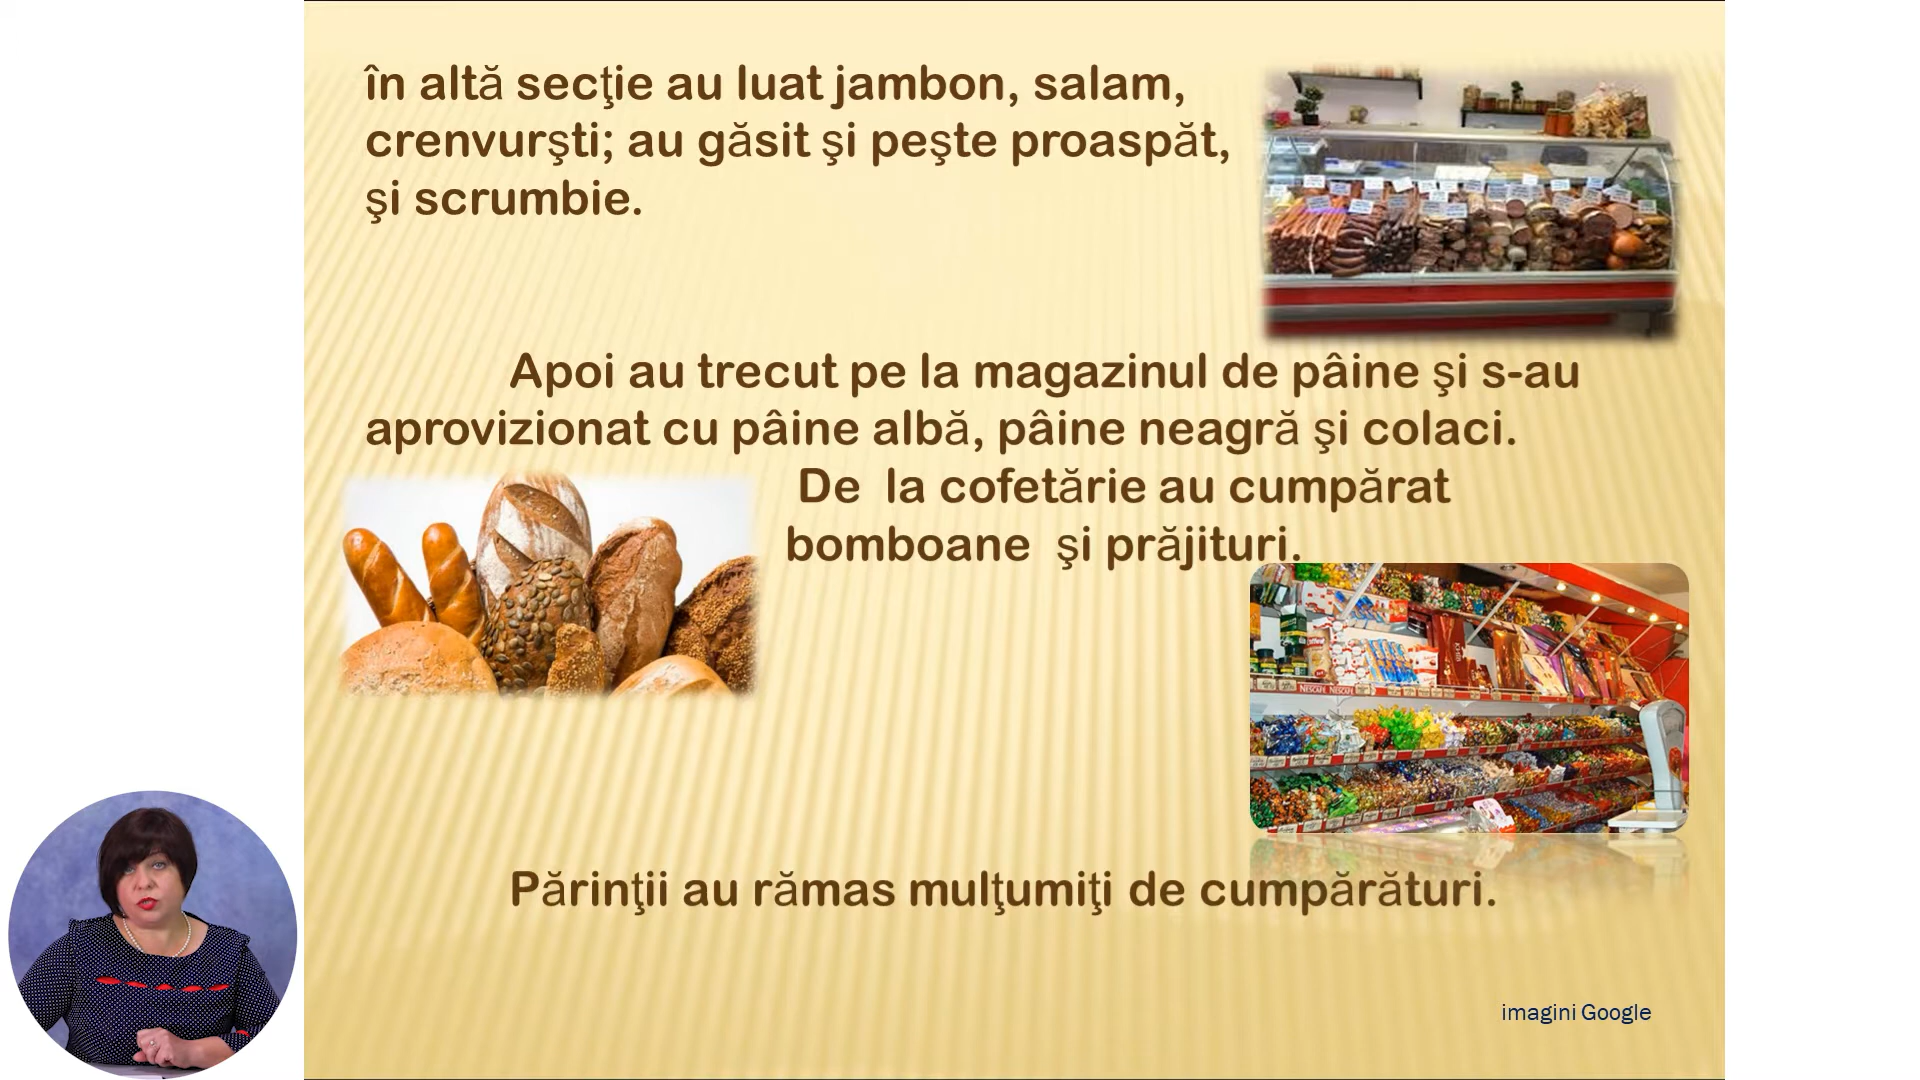 în altă secţie au luat jambon, salam,
crenvurşti; au găsit şi peşte proaspăt,
şi scrumbie.
Apoi au trecut pe la magazinul de pâine şi s-au
aprovizionat cu pâine albă, pâine neagră şi colaci.
De la cofetărie au cumpărat
bomboane şi prăjituri.
NESCAFE NESCAFE
Părinţii au rămas mulţumiţi de cumpărături.
imagini Google